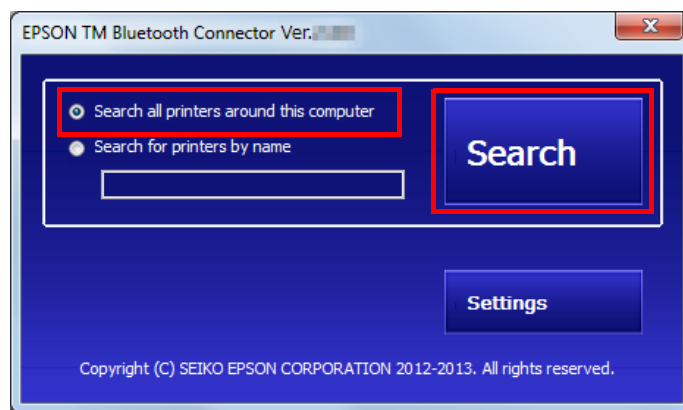 EPSON TM Bluetooth Connector Ver.
Search all printers around this computer
Search for printers by name
Search
Settings
Copyright (C) SEIKO EPSON CORPORATION 2012-2013. All rights reserved.